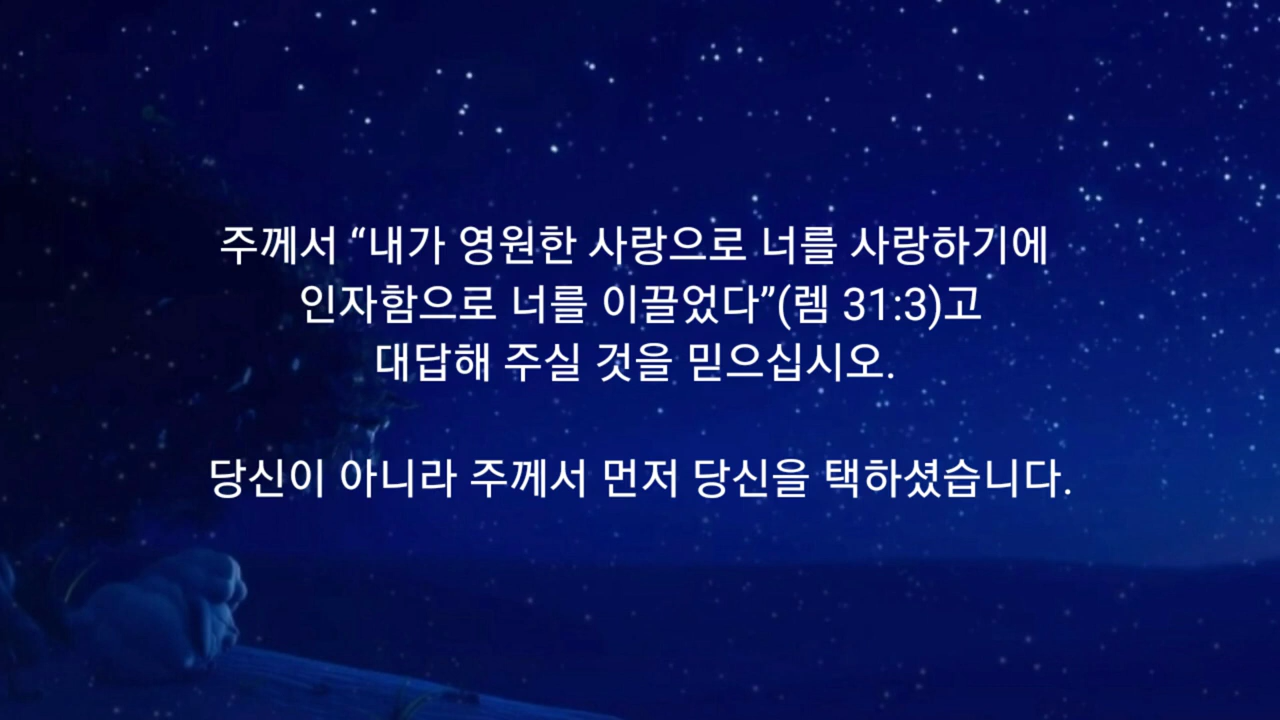 주께서 “내가 영원한 사랑으로 너를 사랑하기에
인자함으로 너를 이끌었다”(렘 31:3)고
대답해 주실 것을 믿으십시오.
당신이 아니라 주께서 먼저 당신을 택하셨습니다.